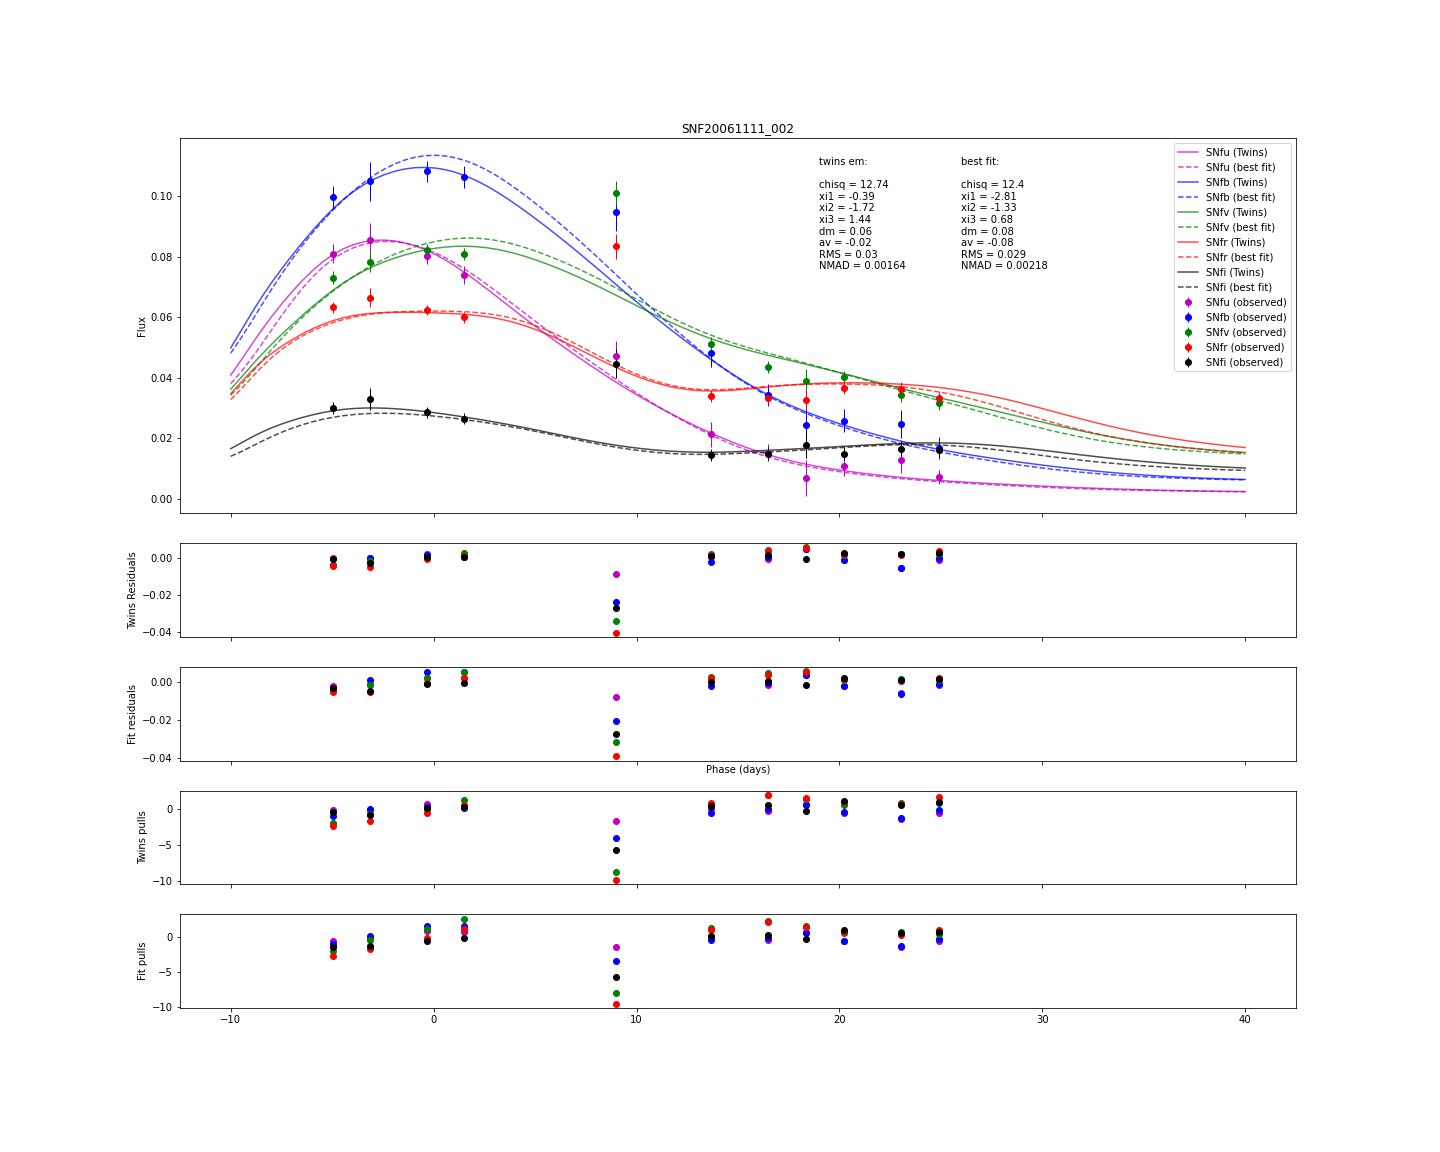 SNF20061111_002
Flux
0.10
0.08
0.06
0.04
0.02
0.00
twins em:
chisq = 12.74
xi1 = -0.39
xi2 = -1.72
xi3 = 1.44
dm = 0.06
av = -0.02
RMS = 0.03
NMAD = 0.00164
best fit:
chisq = 12.4
xi1 = -2.81
xi2 = -1.33
xi3 = 0.68
dm = 0.08
av = -0.08
RMS = 0.029
NMAD = 0.00218
SNfu (Twins)
SNfu (best fit)
SNfb (Twins)
SNfb (best fit)
SNfv (Twins)
SNfv (best fit)
SNfr (Twins)
SNfr (best fit)
SNfi (Twins)
SNfi (best fit)
SNfu (observed)
SNfb (observed)
SNfv (observed)
SNfr (observed)
SNfi (observed)
Twins Residuals
0.00
−0.02
−0.04
Fit residuals
0.00
−0.02
−0.04
Phase (days)
Twins pulls
0
−5
−10
Fit pulls
0
−5
−10
−10 0 10 20 30 40